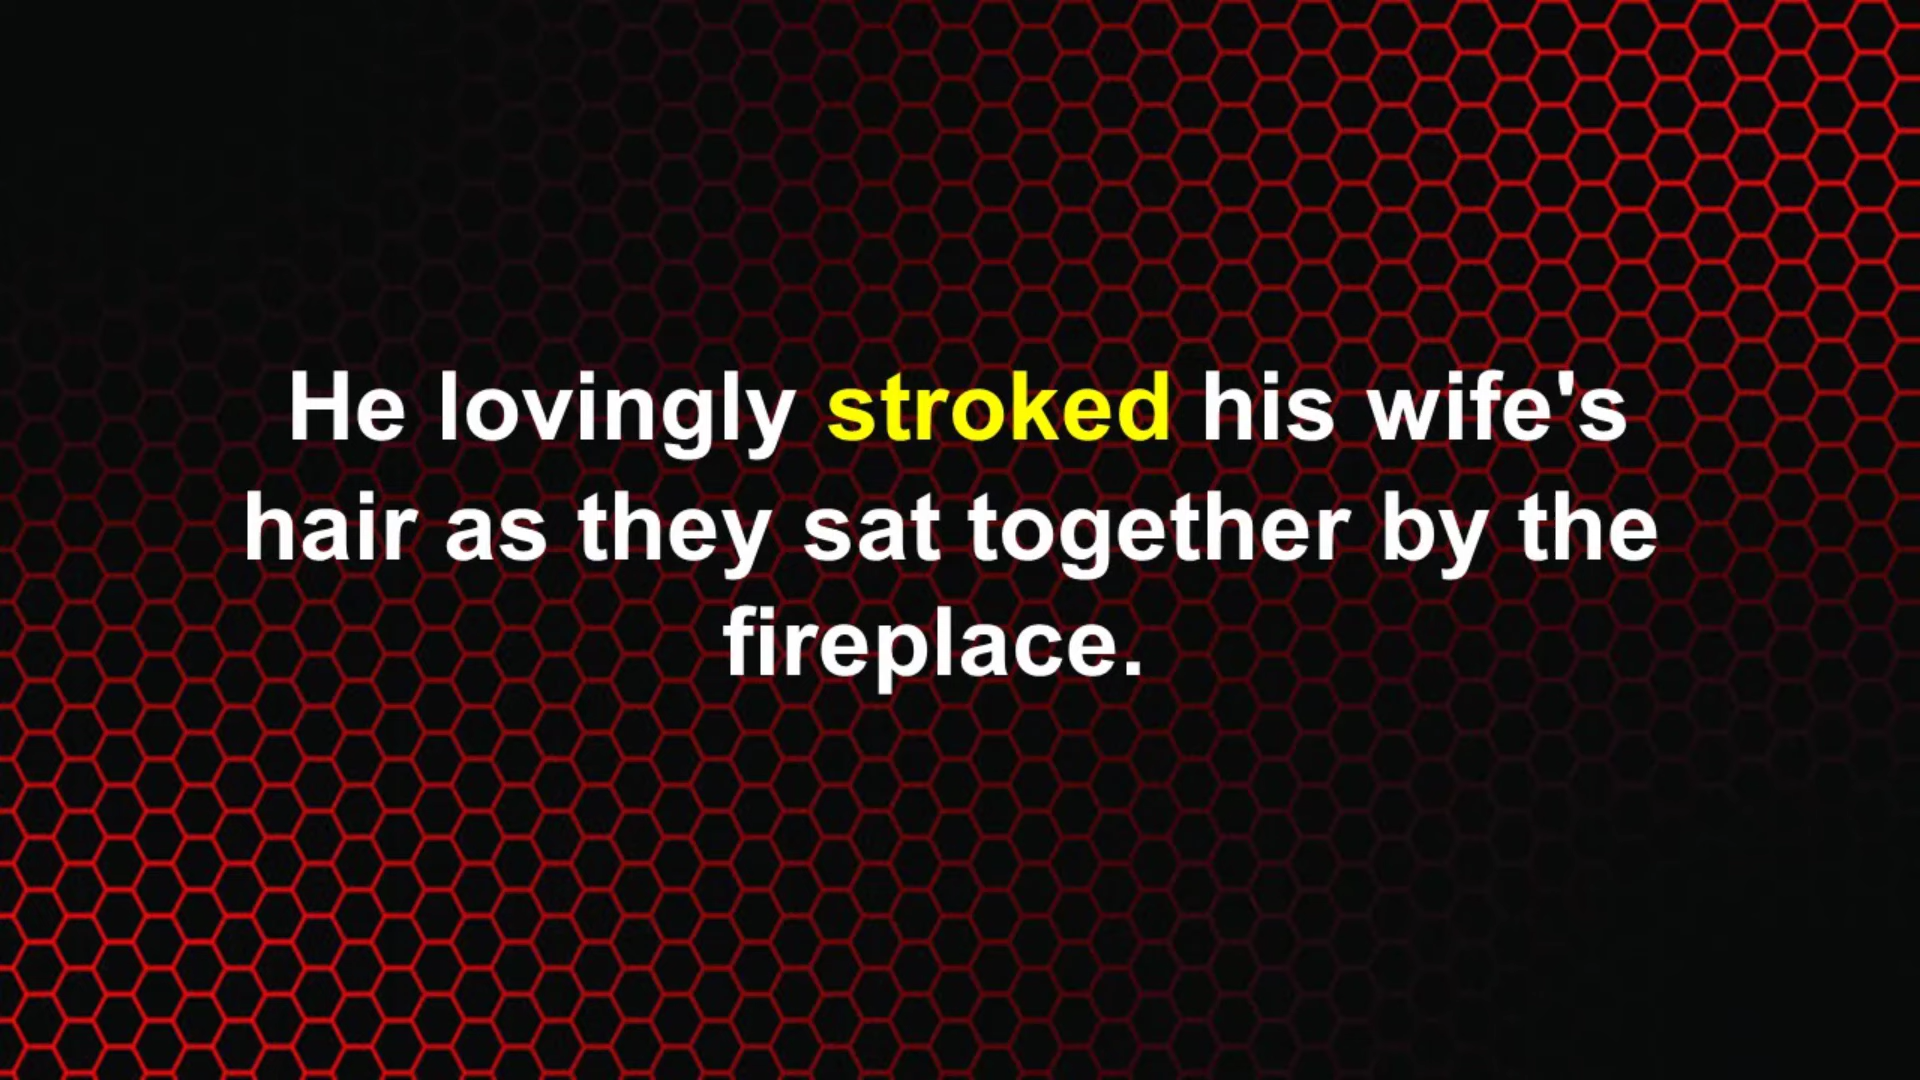 He lovingly stroked his wife's
hair as they sat together by the
fireplace.